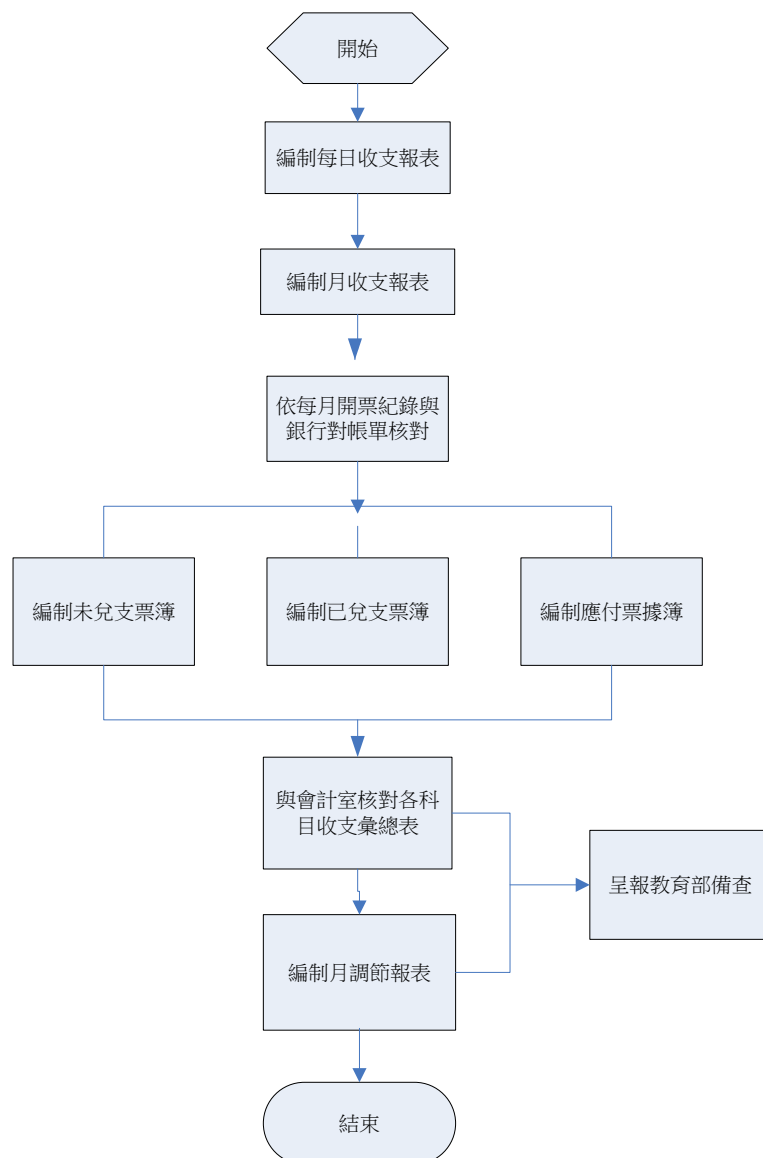 開始
編制每日收支報表
編制月收支報表
依每月開票紀錄與
銀行對帳單核對
編制未兌支票簿
編制已兌支票簿
編制應付票據簿
與會計室核對各科
目收支彙總表
呈報教育部備查
編制月調節報表
結束